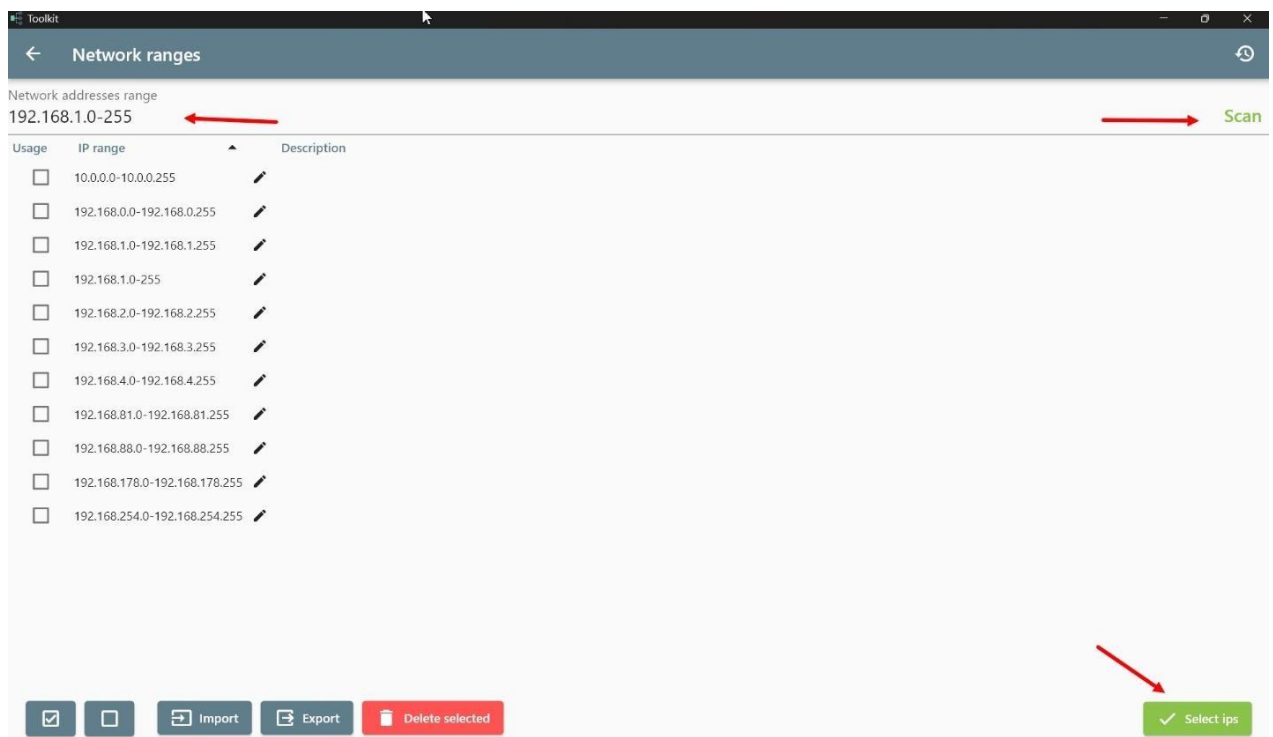 Toolkit
Network ranges
Network addresses range
192.168.1.0-255
Scan
Usage IP range Description
10.0.0.0-10.0.0.255
192.168.0.0-192.168.0.255
192.168.1.0-192.168.1.255
192.168.1.0-255
192.168.2.0-192.168.2.255
192.168.3.0-192.168.3.255
192.168.4.0-192.168.4.255
192.168.81.0-192.168.81.255
192.168.88.0-192.168.88.255
192.168.178.0-192.168.178.255
192.168.254.0-192.168.254.255
Import Export Delete selected Select ips